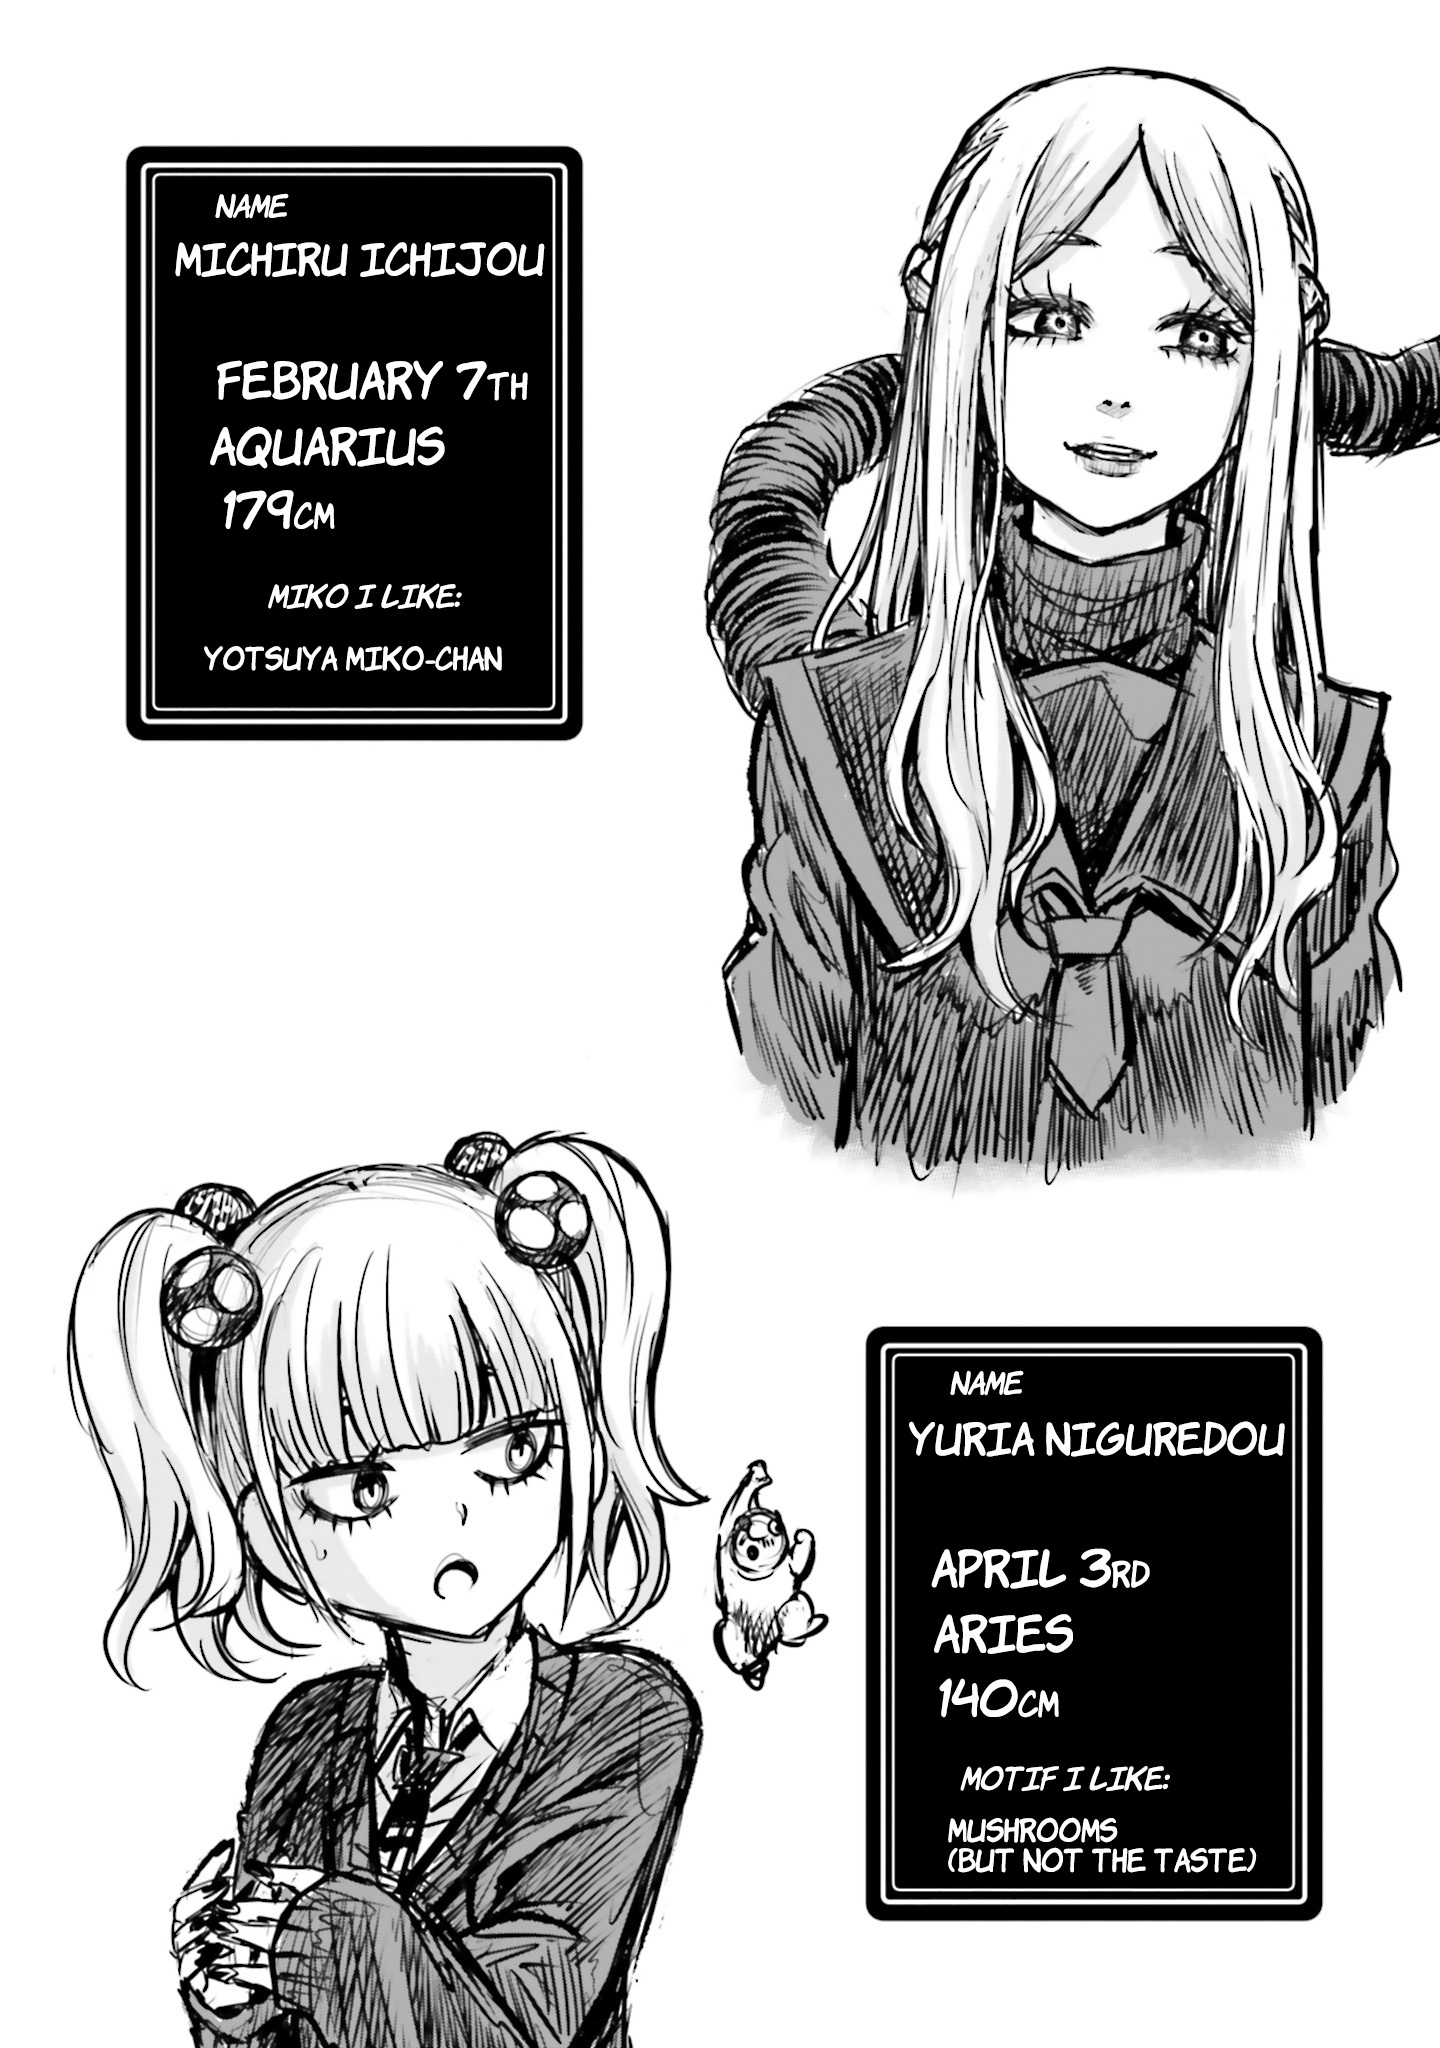 NAME
MICHIRU ICHIJOU
FEBRUARY 7TH
AQUARIUS
179CM
MIKO I LIKE:
YOTSUYA MIKO-CHAN
NAME
YURIA NIGUREDOU
APRIL 3RD
ARIES
140CM
MOTIF I LIKE:
MUSHROOMS
(BUT NOT THE TASTE)